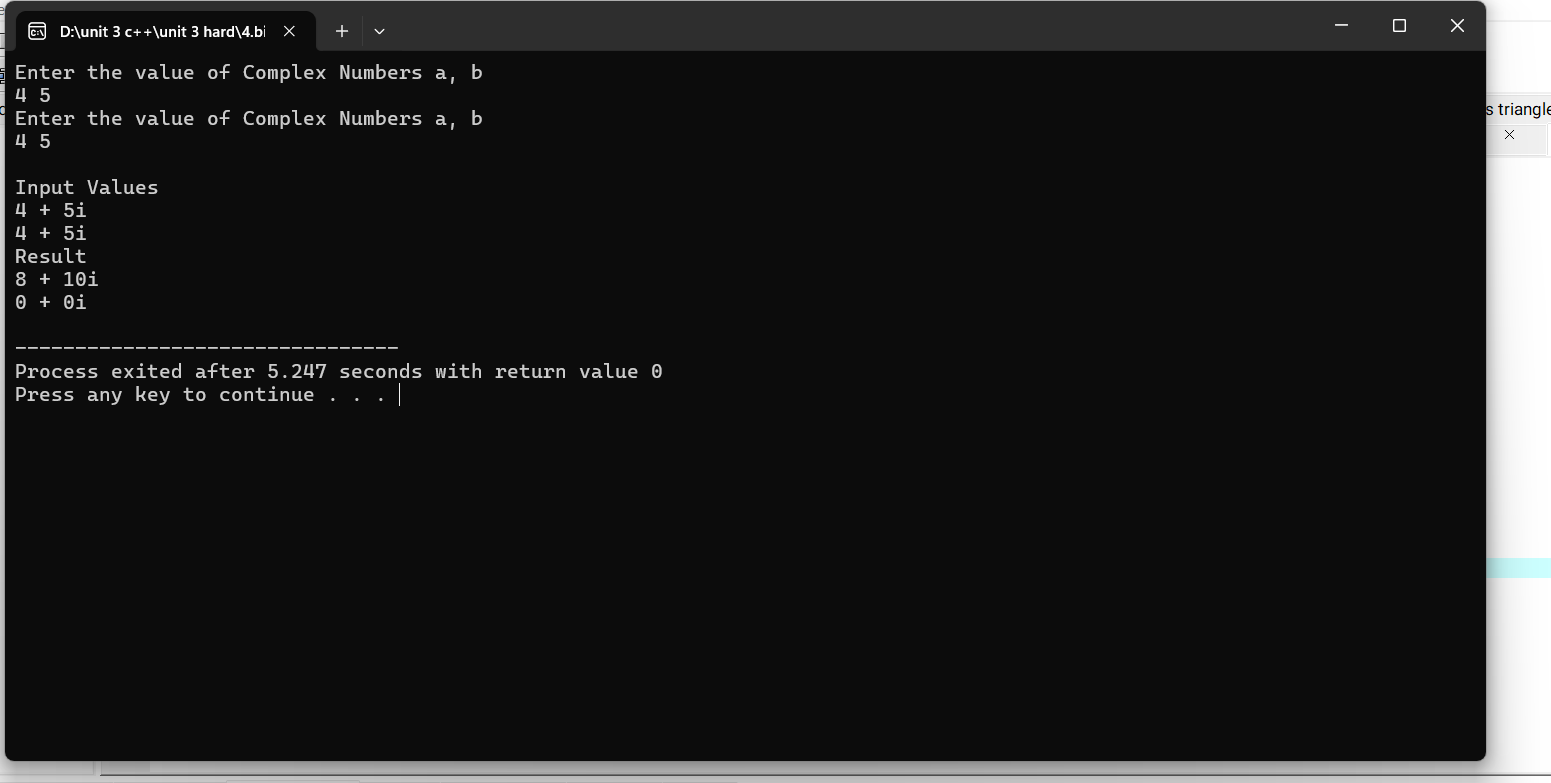 D:\unit 3 c++\unit 3 hard\4.bi
Enter the value of Complex Numbers a, b
4 5
Enter the value of Complex Numbers a, b
4 5
Input Values
4 + 5i
4 + 5i
Result
8 + 10i
0 + 0i
--------------------------------
Process exited after 5.247 seconds with return value 0
Press any key to continue . . .
s triangle